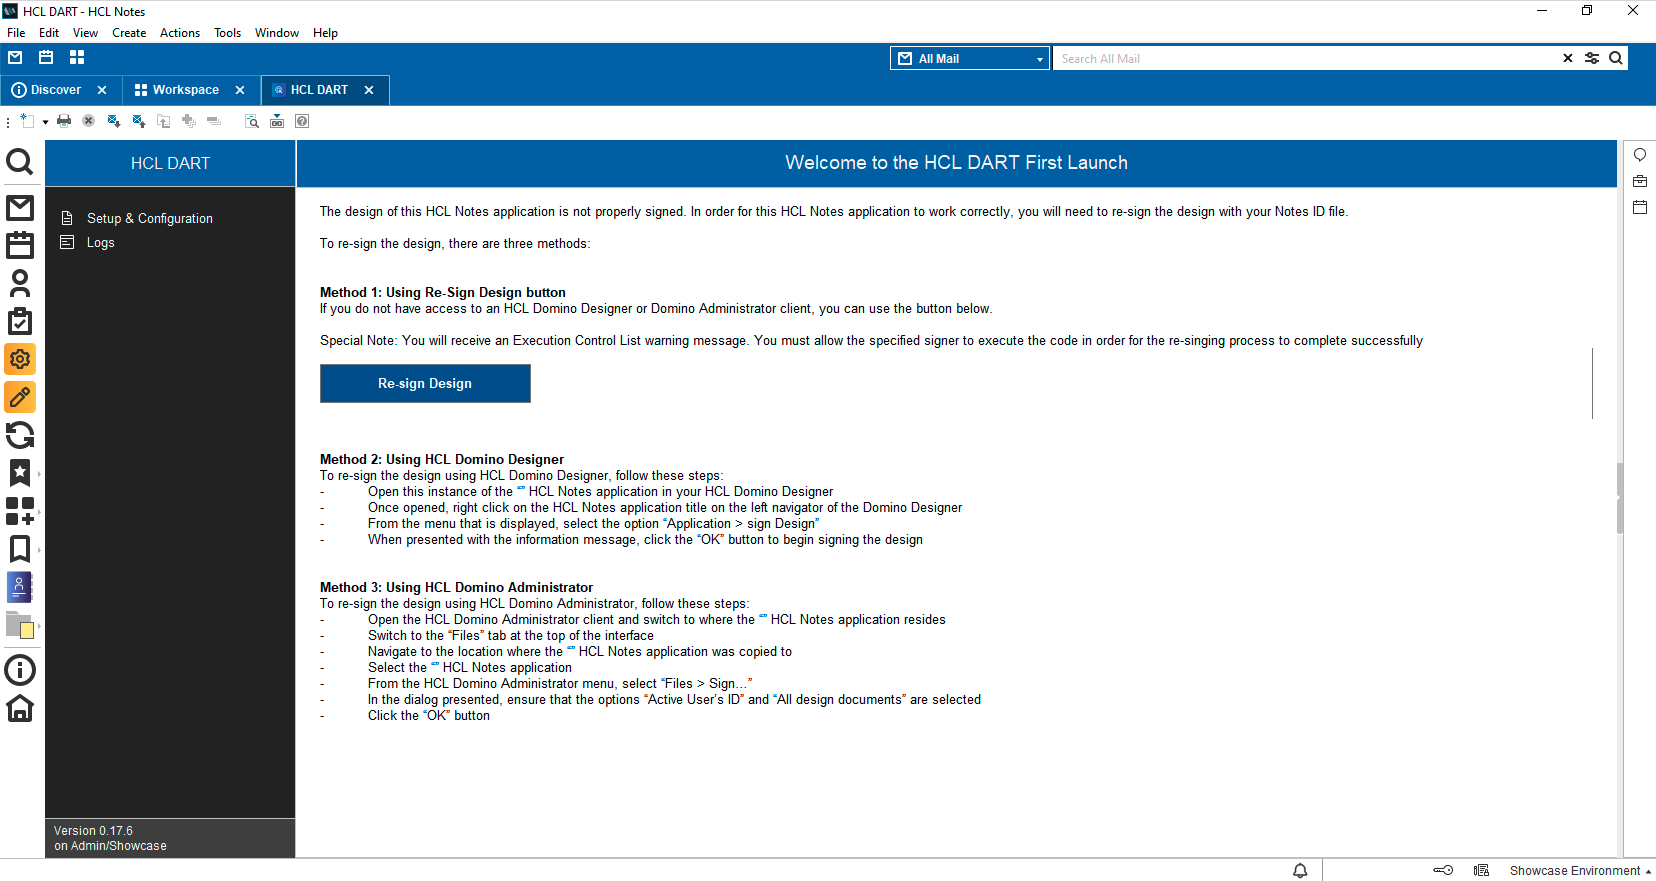 HCL DART - HCL Notes
File Edit View Create Actions Tools Window Help
All Mail Search All Mail
Discover Workspace HCL DART
HCL DART
Welcome to the HCL DART First Launch
Setup & Configuration
Logs
The design of this HCL Notes application is not properly signed. In order for this HCL Notes application to work correctly, you will need to re-sign the design with your Notes ID file.
To re-sign the design, there are three methods:
Method 1: Using Re-Sign Design button
If you do not have access to an HCL Domino Designer or Domino Administrator client, you can use the button below.
Special Note: You will receive an Execution Control List warning message. You must allow the specified signer to execute the code in order for the re-singing process to complete successfully
Re-sign Design
Method 2: Using HCL Domino Designer
To re-sign the design using HCL Domino Designer, follow these steps:
- Open this instance of the “” HCL Notes application in your HCL Domino Designer
- Once opened, right click on the HCL Notes application title on the left navigator of the Domino Designer
- From the menu that is displayed, select the option “Application > sign Design”
- When presented with the information message, click the “OK” button to begin signing the design
Method 3: Using HCL Domino Administrator
To re-sign the design using HCL Domino Administrator, follow these steps:
- Open the HCL Domino Administrator client and switch to where the “” HCL Notes application resides
- Switch to the “Files” tab at the top of the interface
- Navigate to the location where the “” HCL Notes application was copied to
- Select the “” HCL Notes application
- From the HCL Domino Administrator menu, select “Files > Sign...”
- In the dialog presented, ensure that the options “Active User’s ID” and “All design documents” are selected
- Click the “OK” button
Version 0.17.6
on Admin/Showcase
Showcase Environment